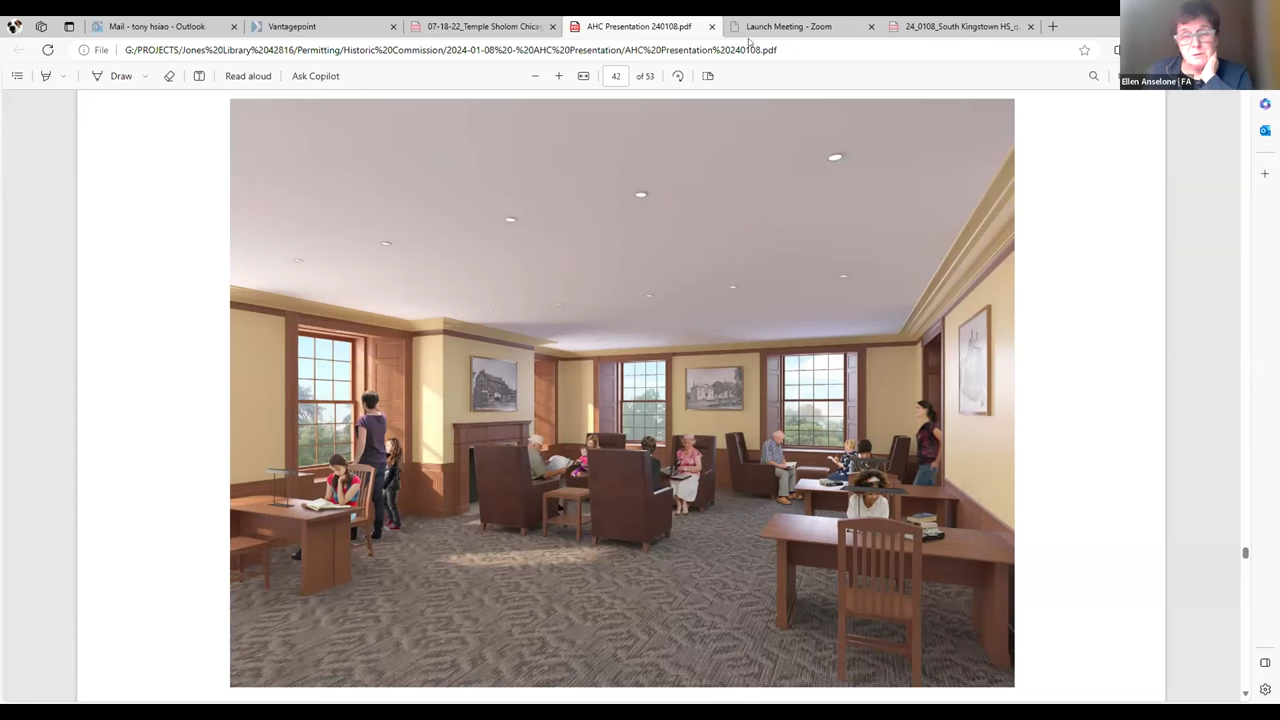 Mail - tony hsiao - Outlook
Vantagepoint
07-18-22_Temple Sholom Chicag
AHC Presentation 240108.pdf
Launch Meeting - Zoom
24_0108_South Kingstown HS_q
File
G:/PROJECTS/Jones%20Library%2042816/Permitting/Historic%20Commission/2024-01-08%20-%20AHC%20Presentation/AHC%20Presentation%20240108.pdf
Draw
Read aloud
Ask Copilot
42
of 53
Ellen Anselone | FA